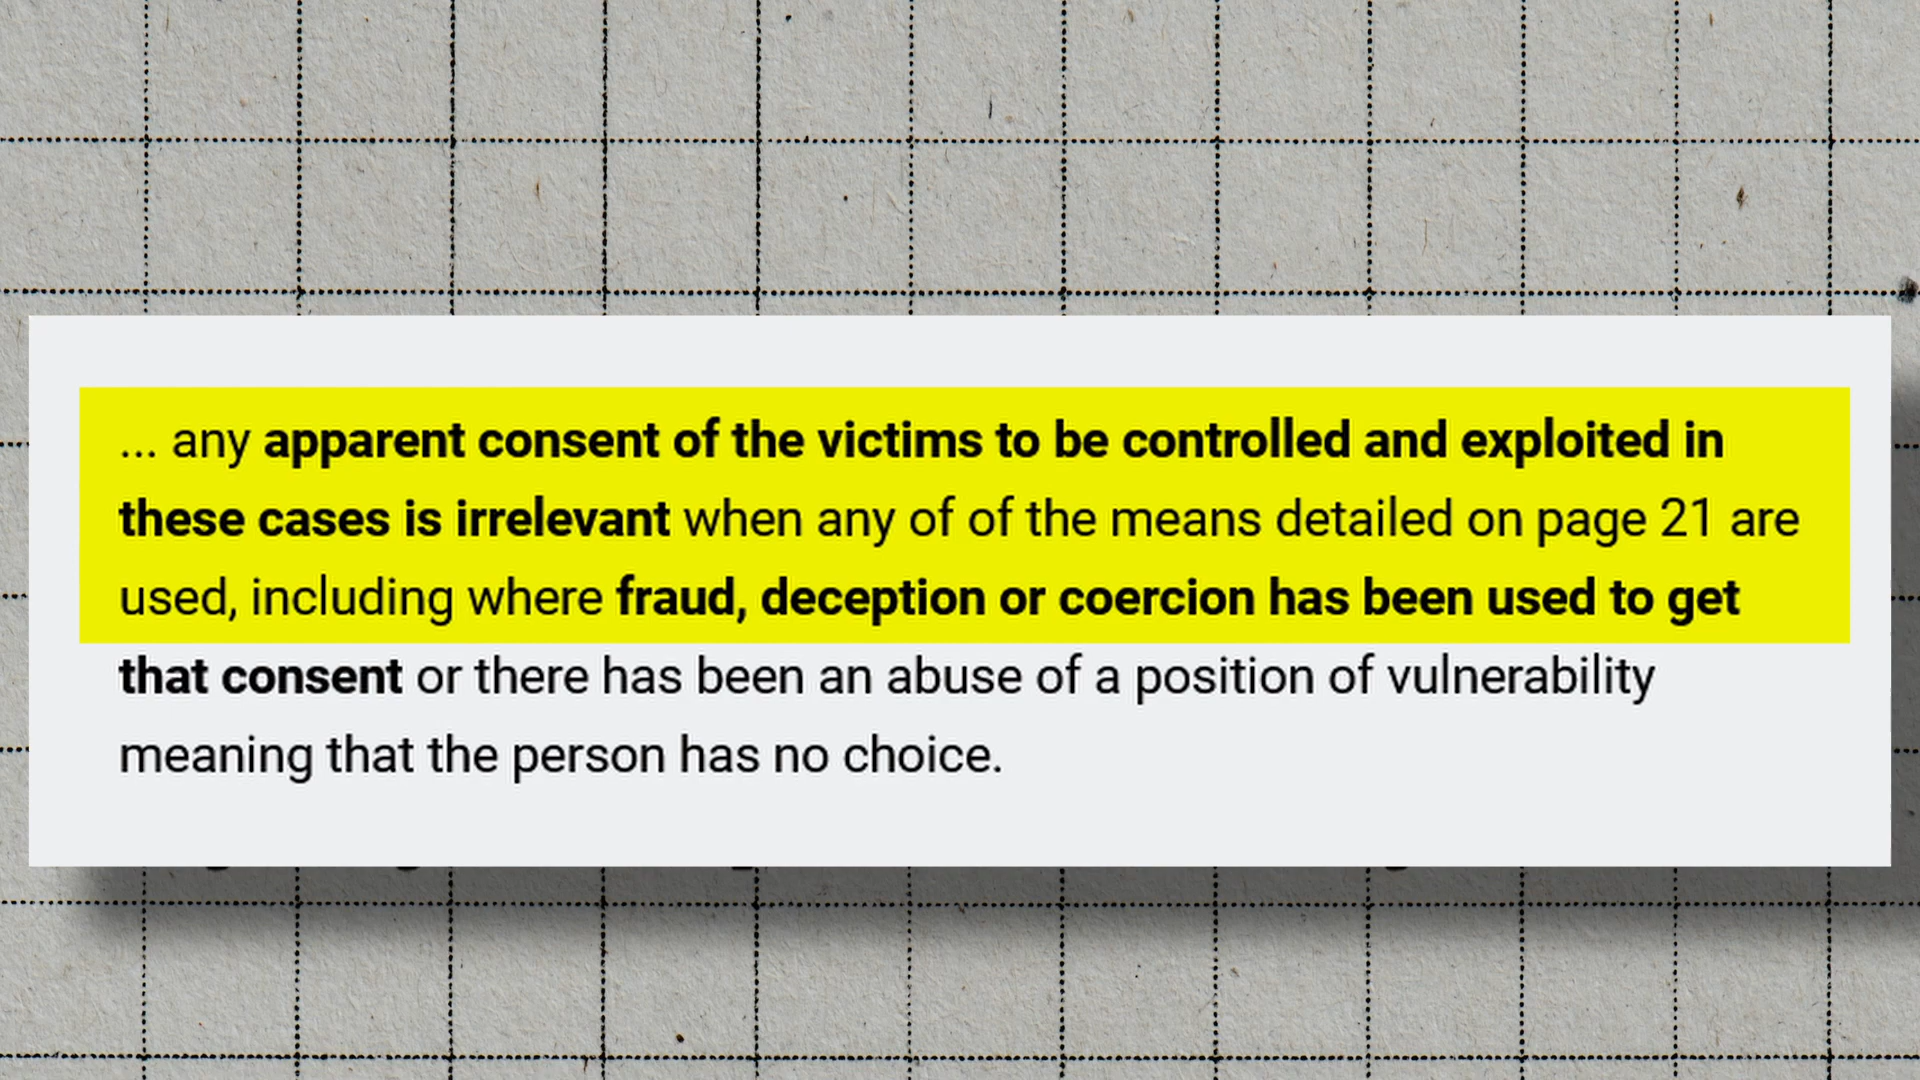 ... any apparent consent of the victims to be controlled and exploited in
these cases is irrelevant when any of of the means detailed on page 21 are
used, including where fraud, deception or coercion has been used to get
that consent or there has been an abuse of a position of vulnerability
meaning that the person has no choice.